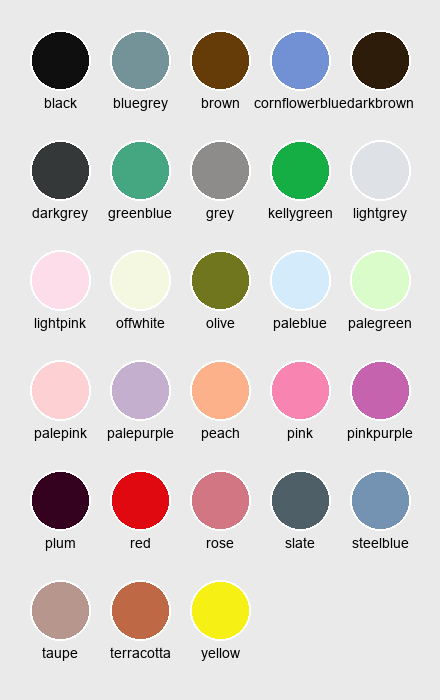 black bluegrey brown cornflowerblue darkbrown
darkgrey greenblue grey kellygreen lightgrey
lightpink offwhite olive paleblue palegreen
palepink palepurple peach pink pinkpurple
plum red rose slate steelblue
taupe terracotta yellow